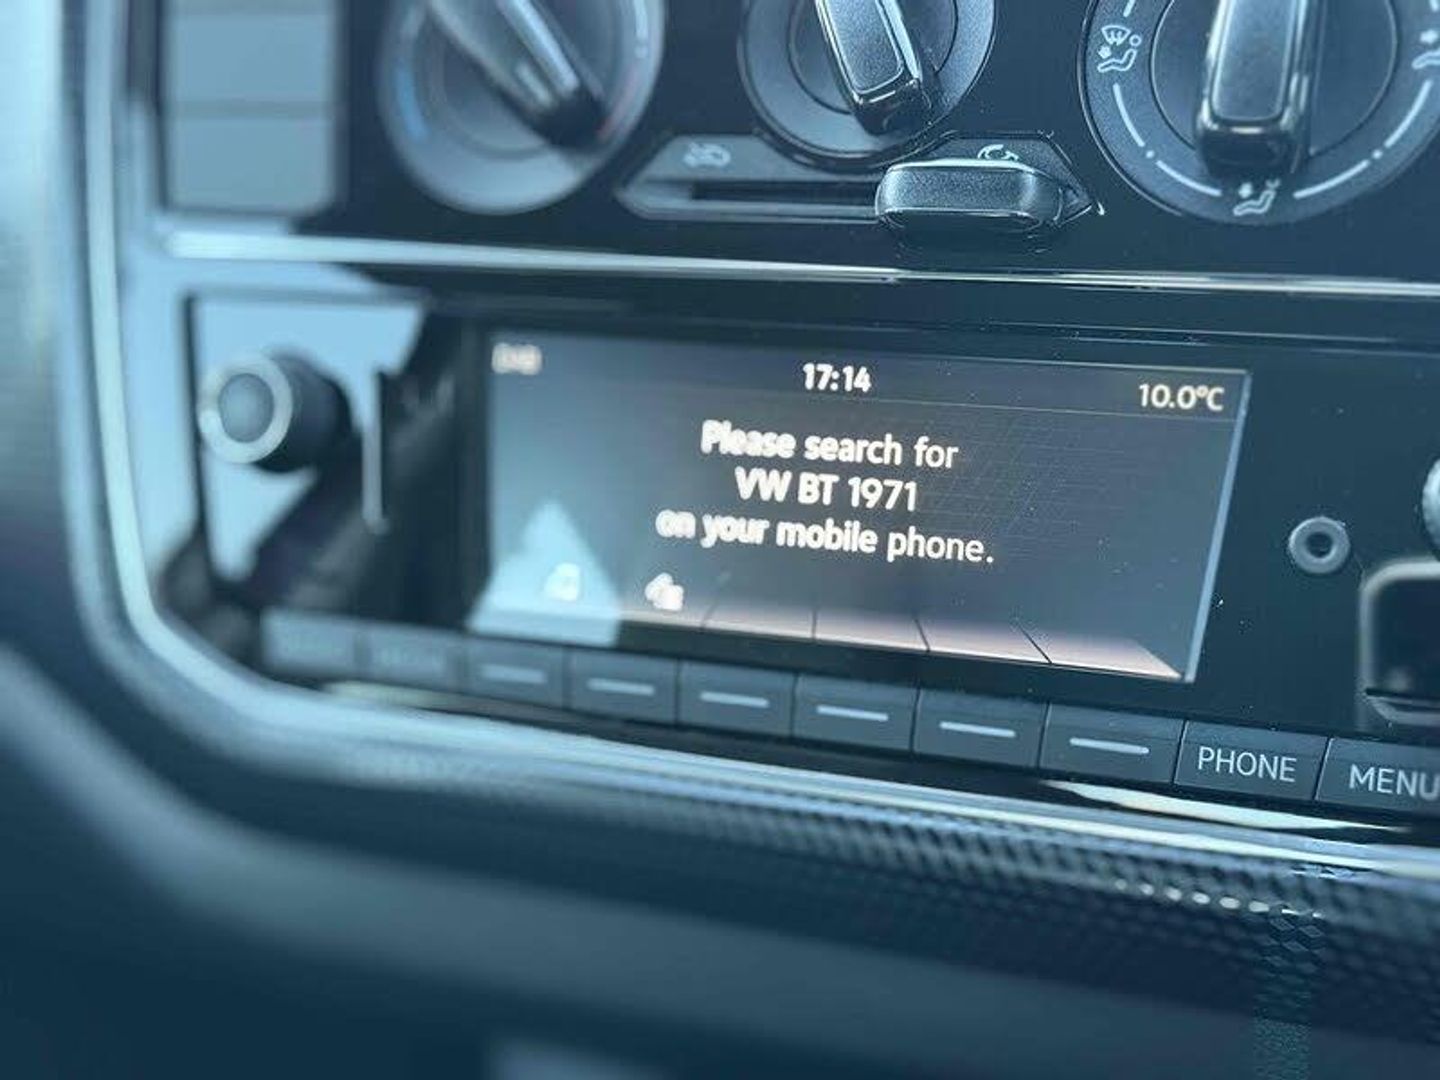 17:14
10.0°C
Please search for
VW BT 1971
on your mobile phone.
PHONE
MENU